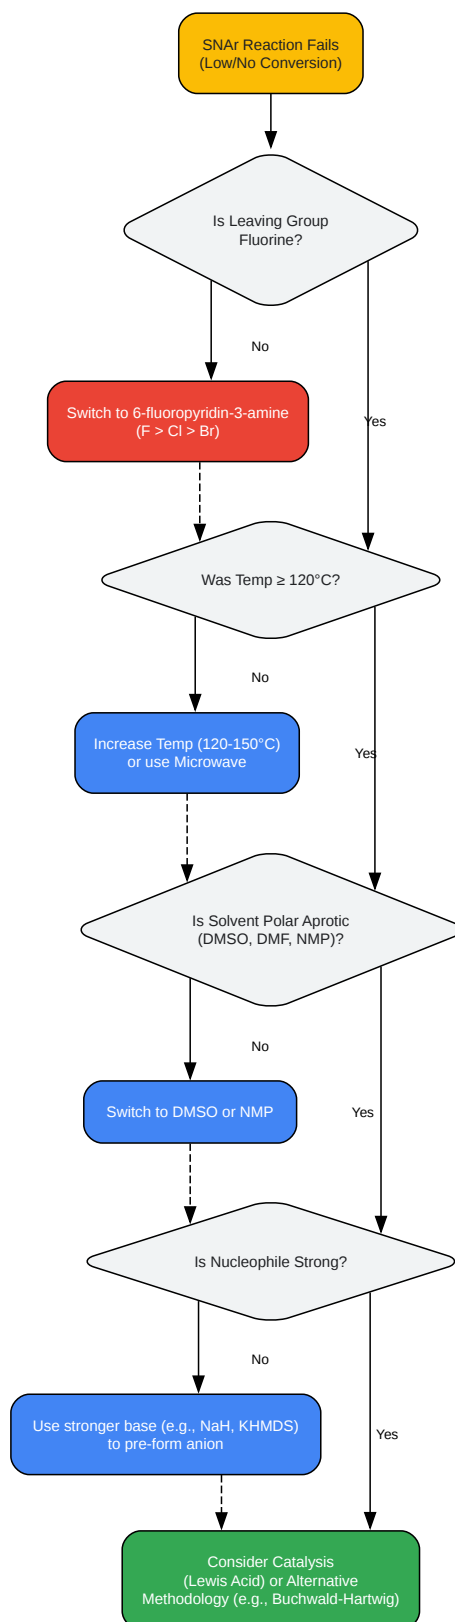 SNAr Reaction Fails
(Low/No Conversion)
Is Leaving Group
Fluorine?
No
Switch to 6-fluoropyridin-3-amine
(F > Cl > Br)
Yes
Was Temp ≥ 120°C?
No
Increase Temp (120-150°C)
or use Microwave
Yes
Is Solvent Polar Aprotic
(DMSO, DMF, NMP)?
No
Switch to DMSO or NMP
Yes
Is Nucleophile Strong?
No
Use stronger base (e.g., NaH, KHMDS)
to pre-form anion
Yes
Consider Catalysis
(Lewis Acid) or Alternative
Methodology (e.g., Buchwald-Hartwig)